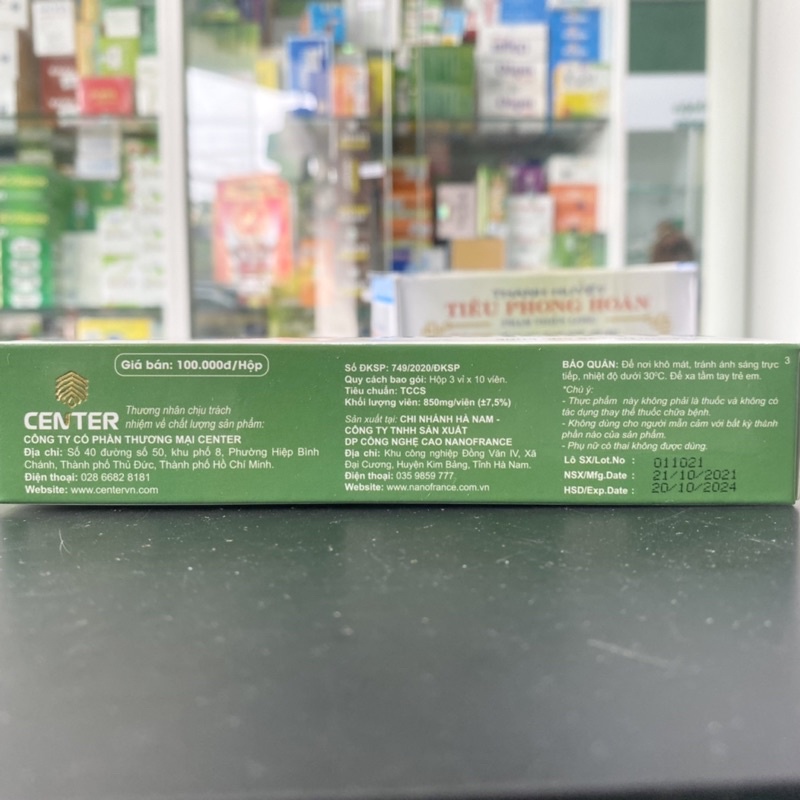 THANH HUYẾT
TIÊU PHONG HOÀN
Giá bán: 100.000đ/Hộp
CENTER
Thương nhân chịu trách
nhiệm về chất lượng sản phẩm:
CÔNG TY CỔ PHẦN THƯƠNG MẠI CENTER
Địa chỉ: Số 40 đường số 50, khu phố 8, Phường Hiệp Bình
Chánh, Thành phố Thủ Đức, Thành phố Hồ Chí Minh.
Điện thoại: 028 6682 8181
Website: www.centervn.com
Số ĐKSP: 749/2020/ĐKSP
Quy cách bao gói: Hộp 3 vỉ x 10 viên.
Tiêu chuẩn: TCCS
Khối lượng viên: 850mg/viên (±7,5%)
Sản xuất tại: CHI NHÁNH HÀ NAM -
CÔNG TY TNHH SẢN XUẤT
DP CÔNG NGHỆ CAO NANOFRANCE
Địa chỉ: Khu công nghiệp Đồng Văn IV, Xã
Đại Cương, Huyện Kim Bảng, Tỉnh Hà Nam.
Điện thoại: 035 9859 777
Website: www.nanofrance.com.vn
3
BẢO QUẢN: Để nơi khô mát, tránh ánh sáng trực
tiếp, nhiệt độ dưới 30ºC. Để xa tầm tay trẻ em.
*Chú ý:
- Thực phẩm này không phải là thuốc và không có
tác dụng thay thế thuốc chữa bệnh.
- Không dùng cho người mẫn cảm với bất kỳ thành
phần nào của sản phẩm.
- Phụ nữ có thai không được dùng.
Lô SX/Lot.No : 011021
NSX/Mfg.Date : 21/10/2021
HSD/Exp.Date : 20/10/2024